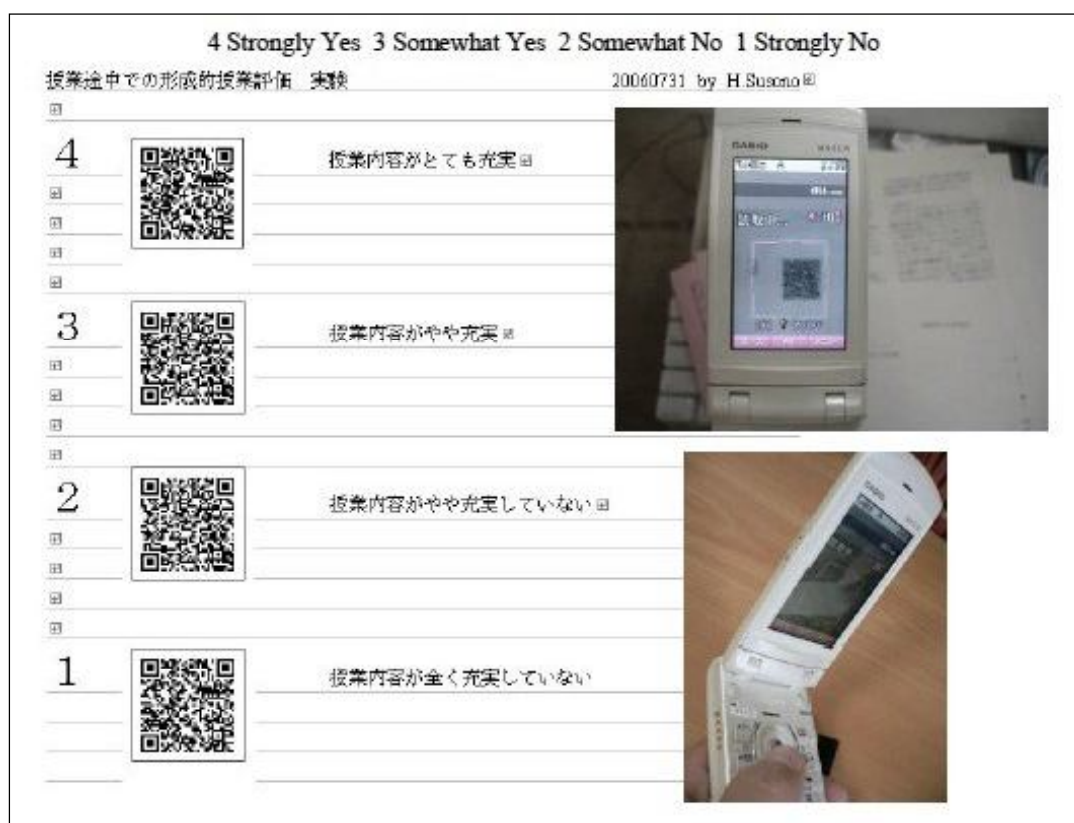 4 Strongly Yes 3 Somewhat Yes 2 Somewhat No 1 Strongly No
授業途中での形成的授業評価 実験 20060731 by H.Susono
4 授業内容がとても充実
3 授業内容がやや充実
2 授業内容がやや充実していない
1 授業内容が全く充実していない
CASIO
読取中...
CASIO